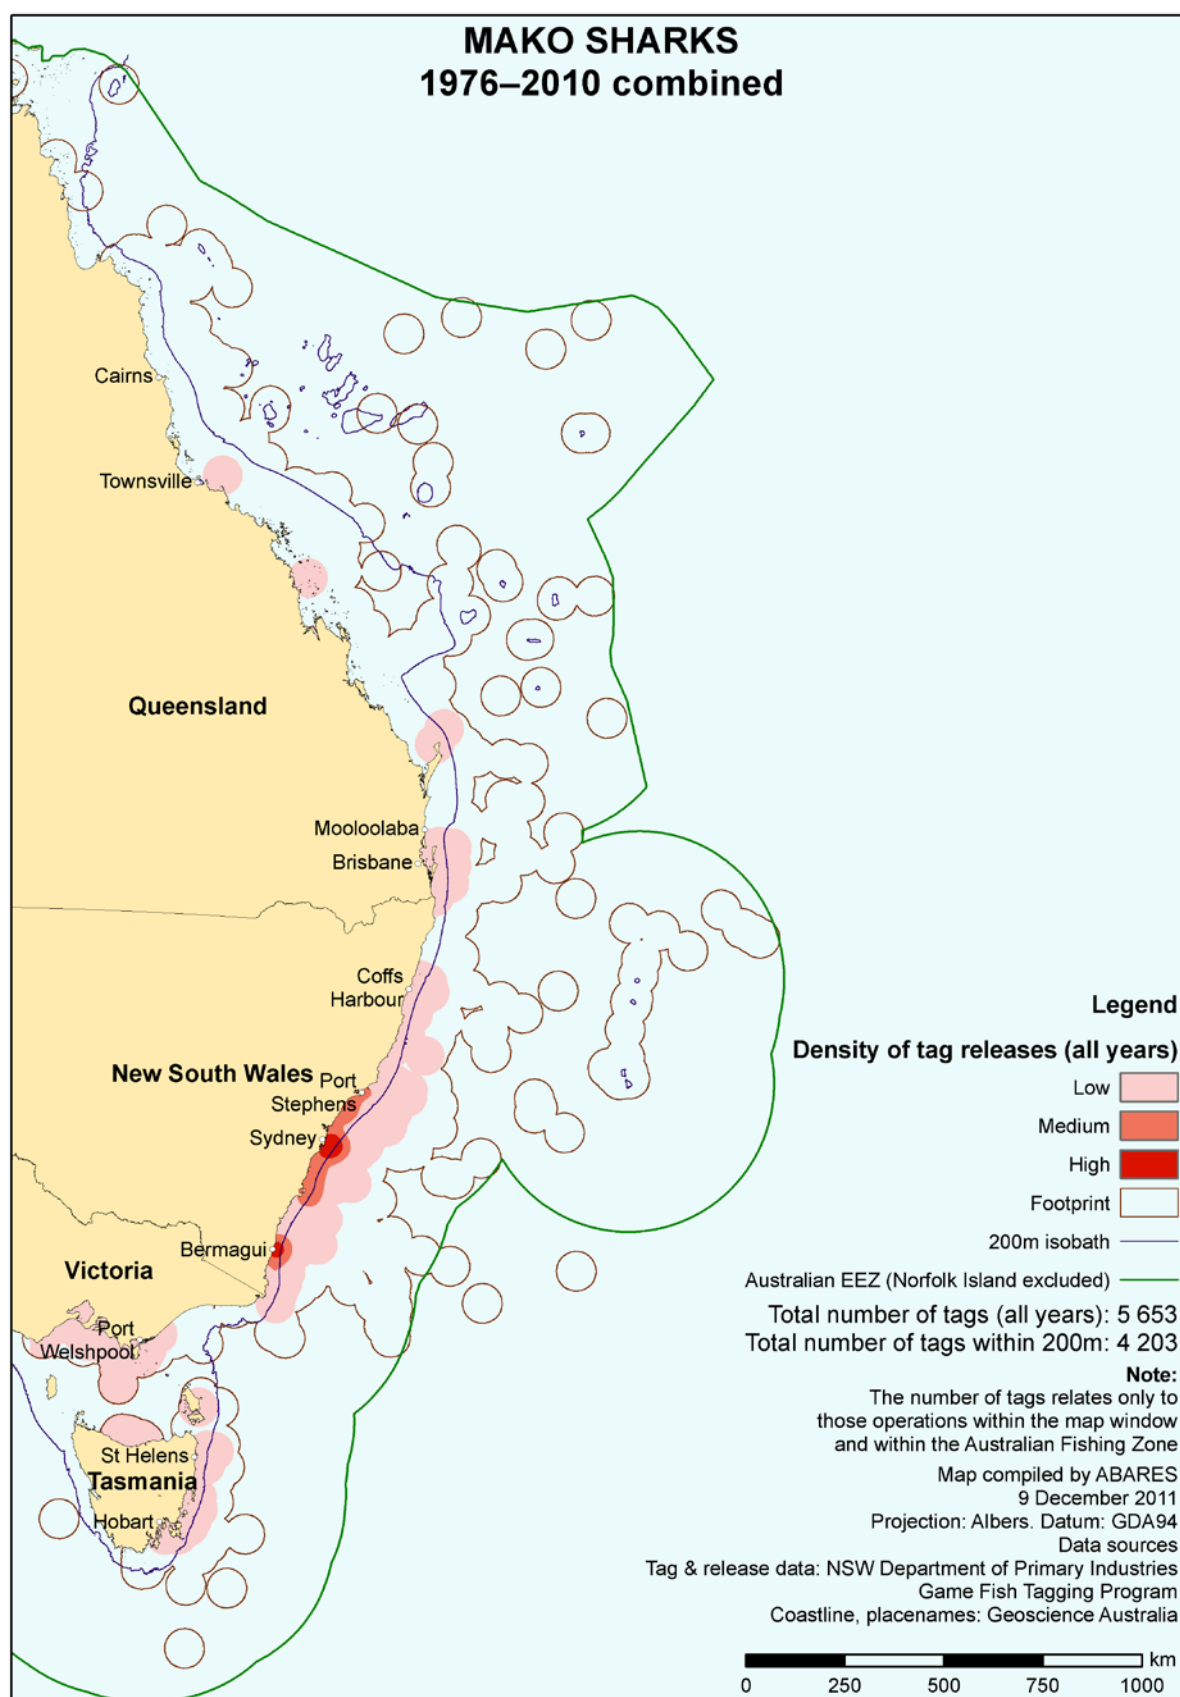 MAKO SHARKS
1976–2010 combined
Cairns
Townsville
Queensland
Mooloolaba
Brisbane
Coffs
Harbour
New South Wales
Port
Stephens
Sydney
Bermagui
Victoria
Port
Welshpool
St Helens
Tasmania
Hobart
Legend
Density of tag releases (all years)
Low
Medium
High
Footprint
200m isobath
Australian EEZ (Norfolk Island excluded)
Total number of tags (all years): 5 653
Total number of tags within 200m: 4 203
Note:
The number of tags relates only to
those operations within the map window
and within the Australian Fishing Zone
Map compiled by ABARES
9 December 2011
Projection: Albers. Datum: GDA94
Data sources
Tag & release data: NSW Department of Primary Industries
Game Fish Tagging Program
Coastline, placenames: Geoscience Australia
km
0 250 500 750 1000